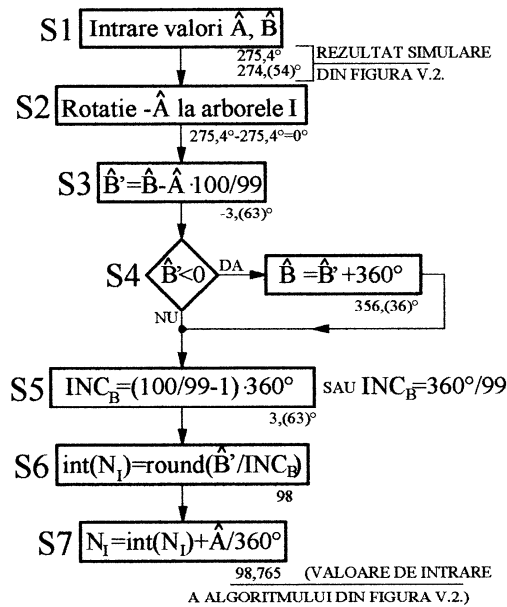 S1 Intrare valori Â, B̂
275,4°
274,(54)°
REZULTAT SIMULARE
DIN FIGURA V.2.
S2 Rotatie -Â la arborele I
275,4°-275,4°=0°
S3 B̂'=B̂-Â·100/99
-3,(63)°
S4 B̂'<0 DA B̂ =B̂'+360°
356,(36)°
NU
S5 INC_B=(100/99-1)·360° SAU INC_B=360°/99
3,(63)°
S6 int(N_I)=round(B̂'/INC_B)
98
S7 N_I=int(N_I)+Â/360°
98,765 (VALOARE DE INTRARE
A ALGORITMULUI DIN FIGURA V.2.)